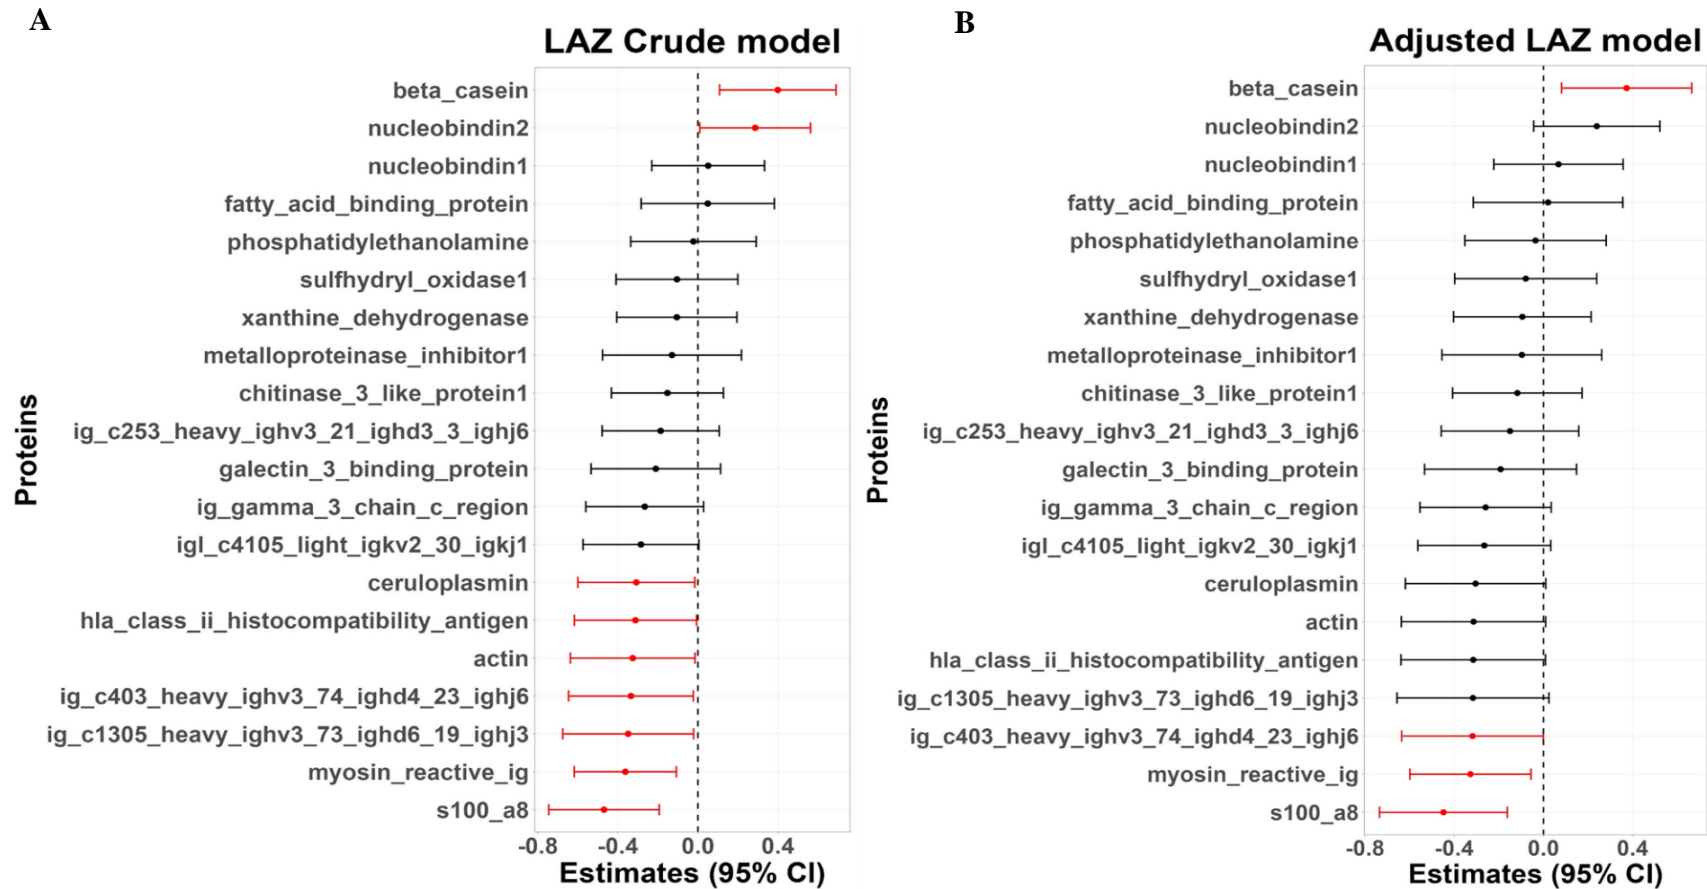 A
LAZ Crude model
Proteins
beta_casein
nucleobindin2
nucleobindin1
fatty_acid_binding_protein
phosphatidylethanolamine
sulfhydryl_oxidase1
xanthine_dehydrogenase
metalloproteinase_inhibitor1
chitinase_3_like_protein1
ig_c253_heavy_ighv3_21_ighd3_3_ighj6
galectin_3_binding_protein
ig_gamma_3_chain_c_region
igl_c4105_light_igkv2_30_igkj1
ceruloplasmin
hla_class_ii_histocompatibility_antigen
actin
ig_c403_heavy_ighv3_74_ighd4_23_ighj6
ig_c1305_heavy_ighv3_73_ighd6_19_ighj3
myosin_reactive_ig
s100_a8
-0.8 -0.4 0.0 0.4
Estimates (95% CI)
B
Adjusted LAZ model
Proteins
beta_casein
nucleobindin2
nucleobindin1
fatty_acid_binding_protein
phosphatidylethanolamine
sulfhydryl_oxidase1
xanthine_dehydrogenase
metalloproteinase_inhibitor1
chitinase_3_like_protein1
ig_c253_heavy_ighv3_21_ighd3_3_ighj6
galectin_3_binding_protein
ig_gamma_3_chain_c_region
igl_c4105_light_igkv2_30_igkj1
ceruloplasmin
actin
hla_class_ii_histocompatibility_antigen
ig_c1305_heavy_ighv3_73_ighd6_19_ighj3
ig_c403_heavy_ighv3_74_ighd4_23_ighj6
myosin_reactive_ig
s100_a8
-0.8 -0.4 0.0 0.4
Estimates (95% CI)